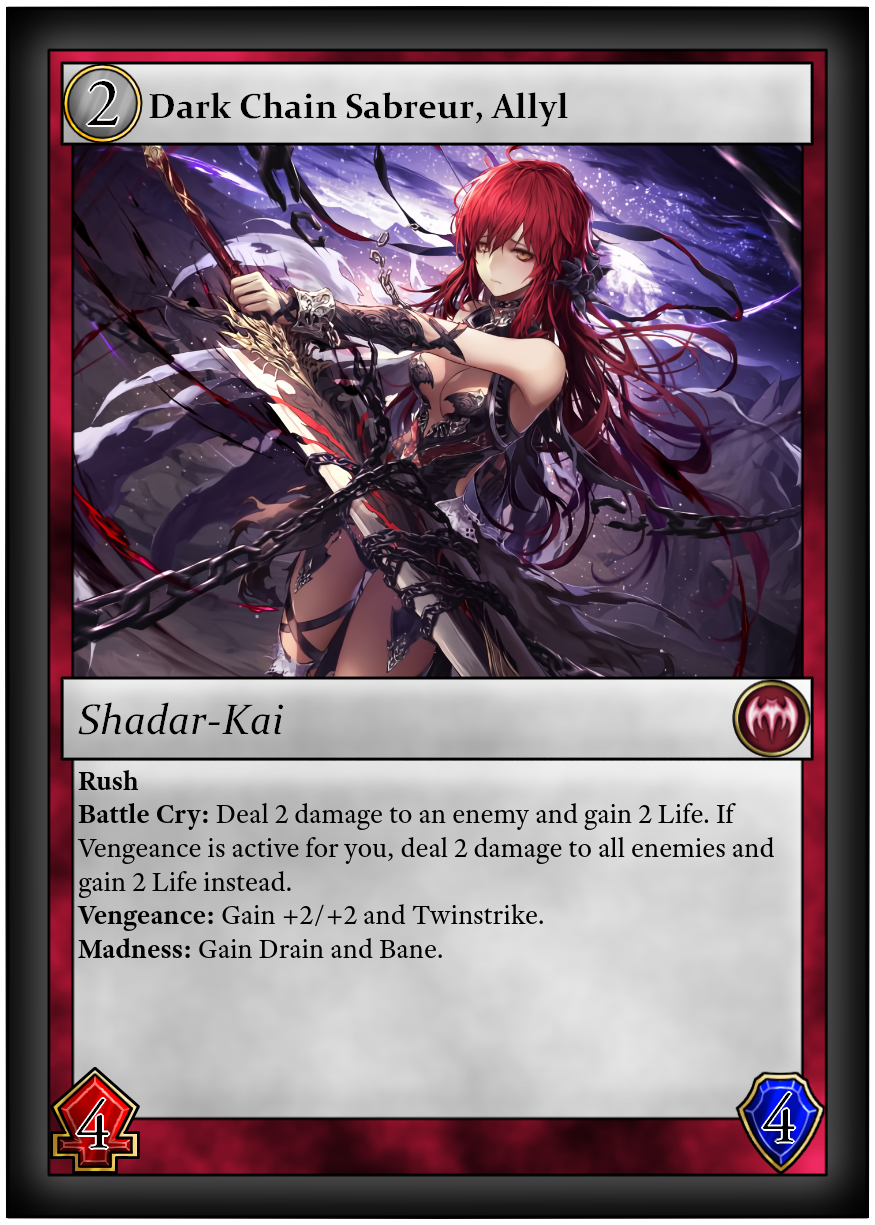 2 Dark Chain Sabreur, Allyl
Shadar-Kai
Rush
Battle Cry: Deal 2 damage to an enemy and gain 2 Life. If
Vengeance is active for you, deal 2 damage to all enemies and
gain 2 Life instead.
Vengeance: Gain +2/+2 and Twinstrike.
Madness: Gain Drain and Bane.
4 4